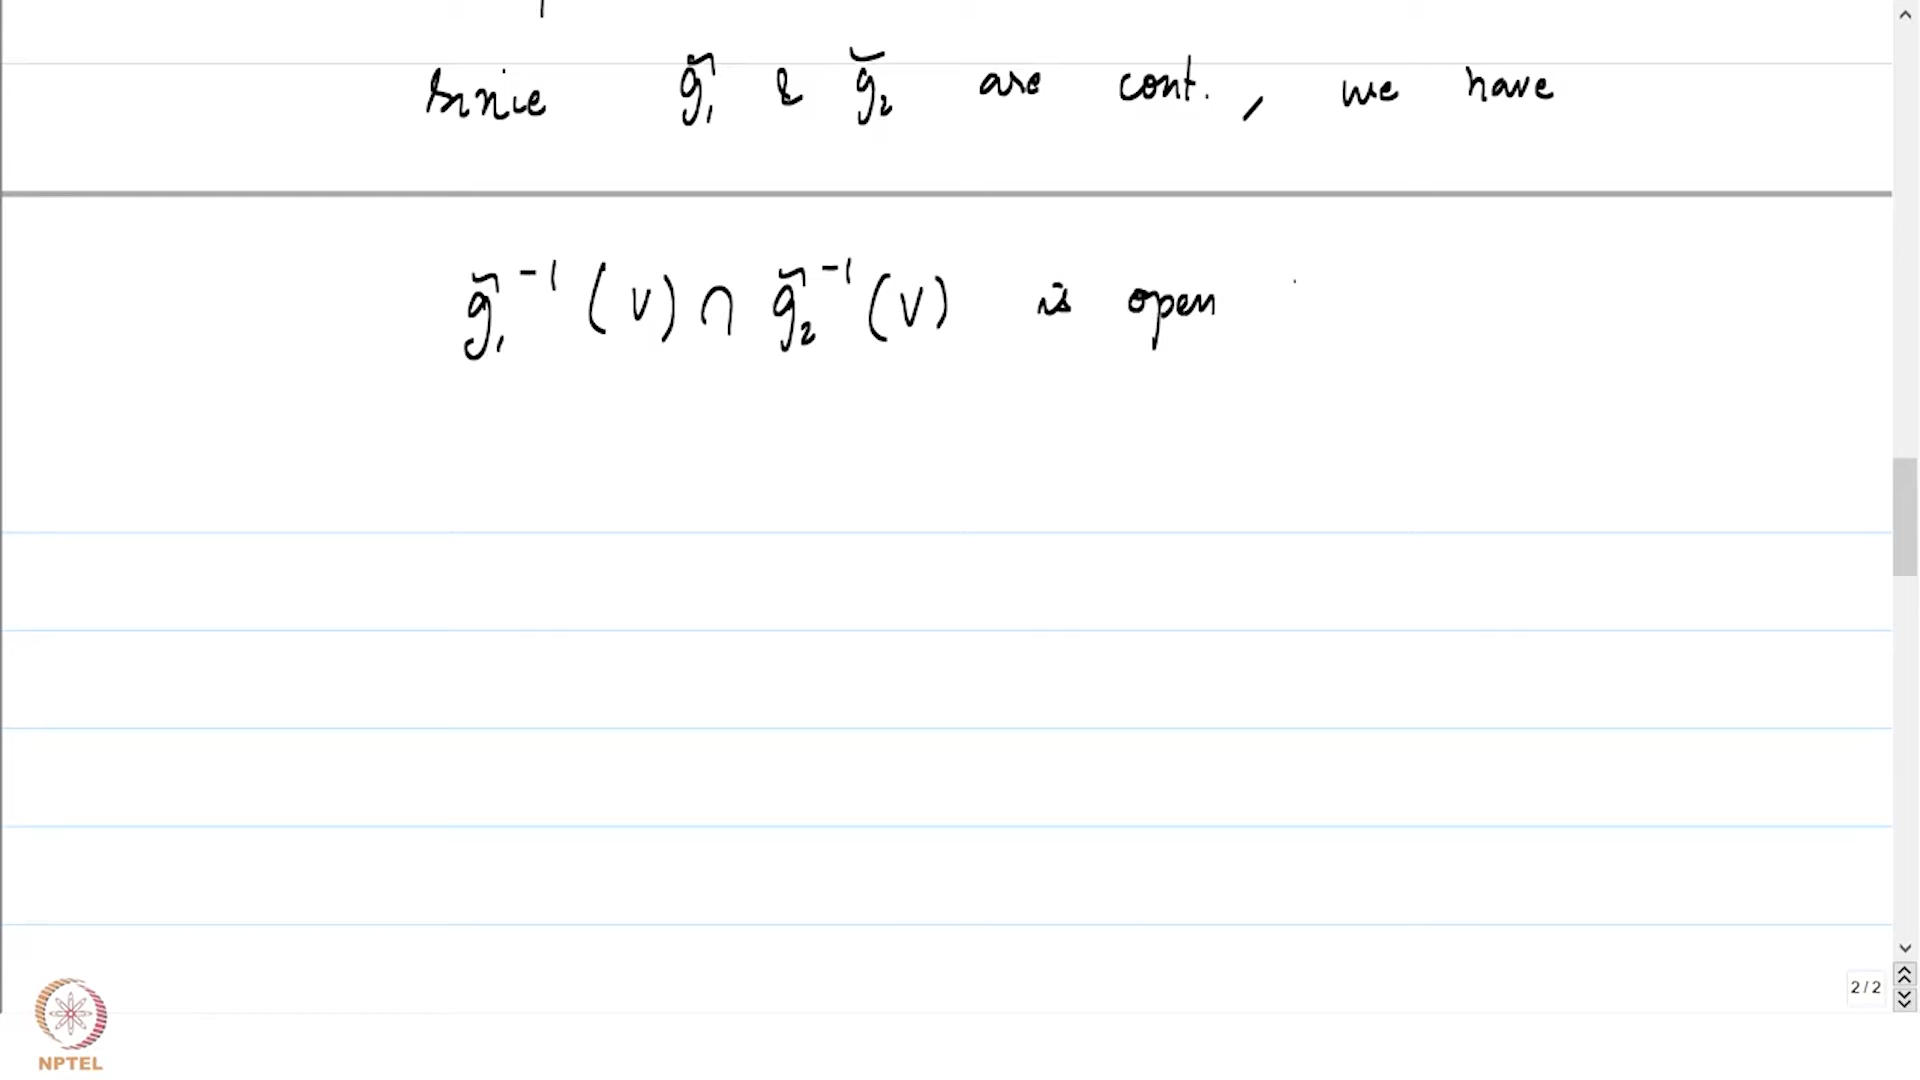 since g̃₁ & g̃₂ are cont., we have
g̃₁⁻¹(V) ∩ g̃₂⁻¹(V) is open
2 / 2
NPTEL